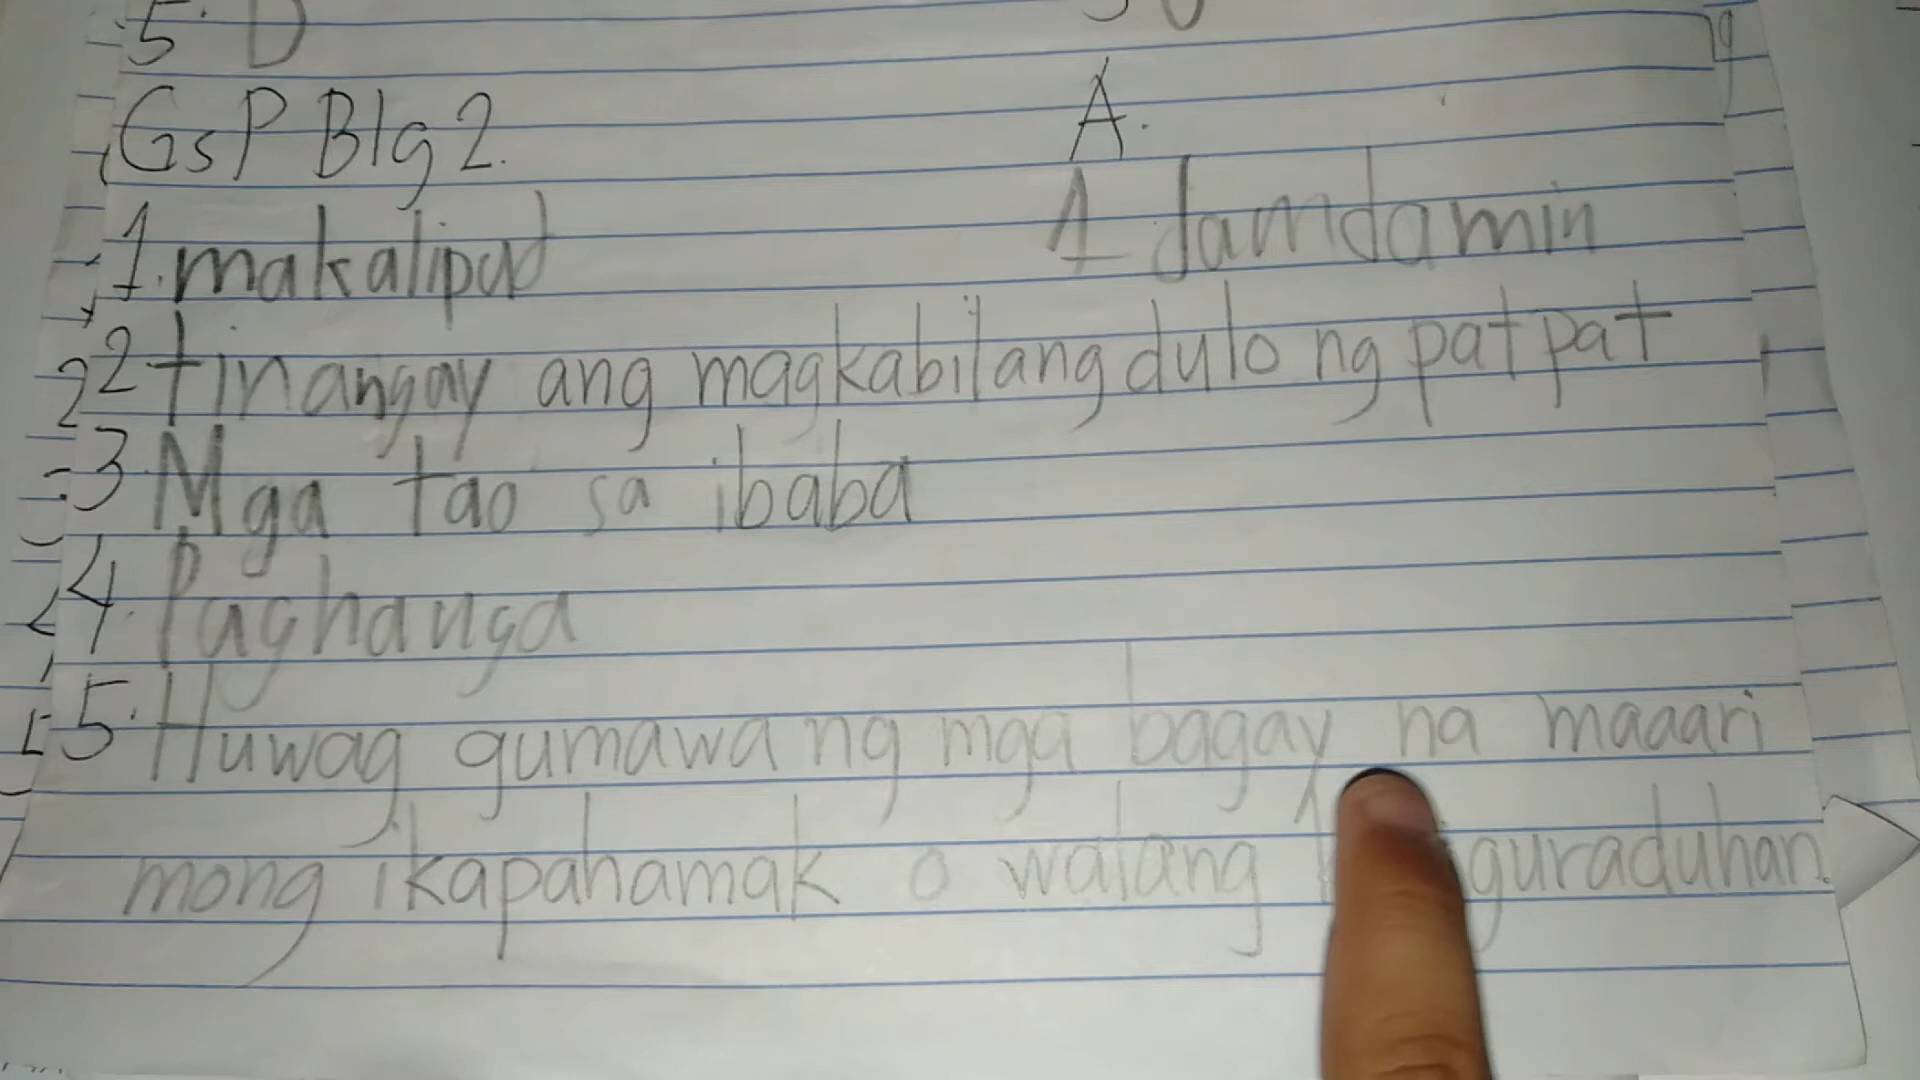 5. D
GsP Blg 2.
A.
1. makalipad
1 damdamin
2 tinangay ang magkabilang dulo ng patpat
3. Mga tao sa ibaba
4. Paghanga
5. Huwag gumawa ng mga bagay na maaari
mong ikapahamak o walang